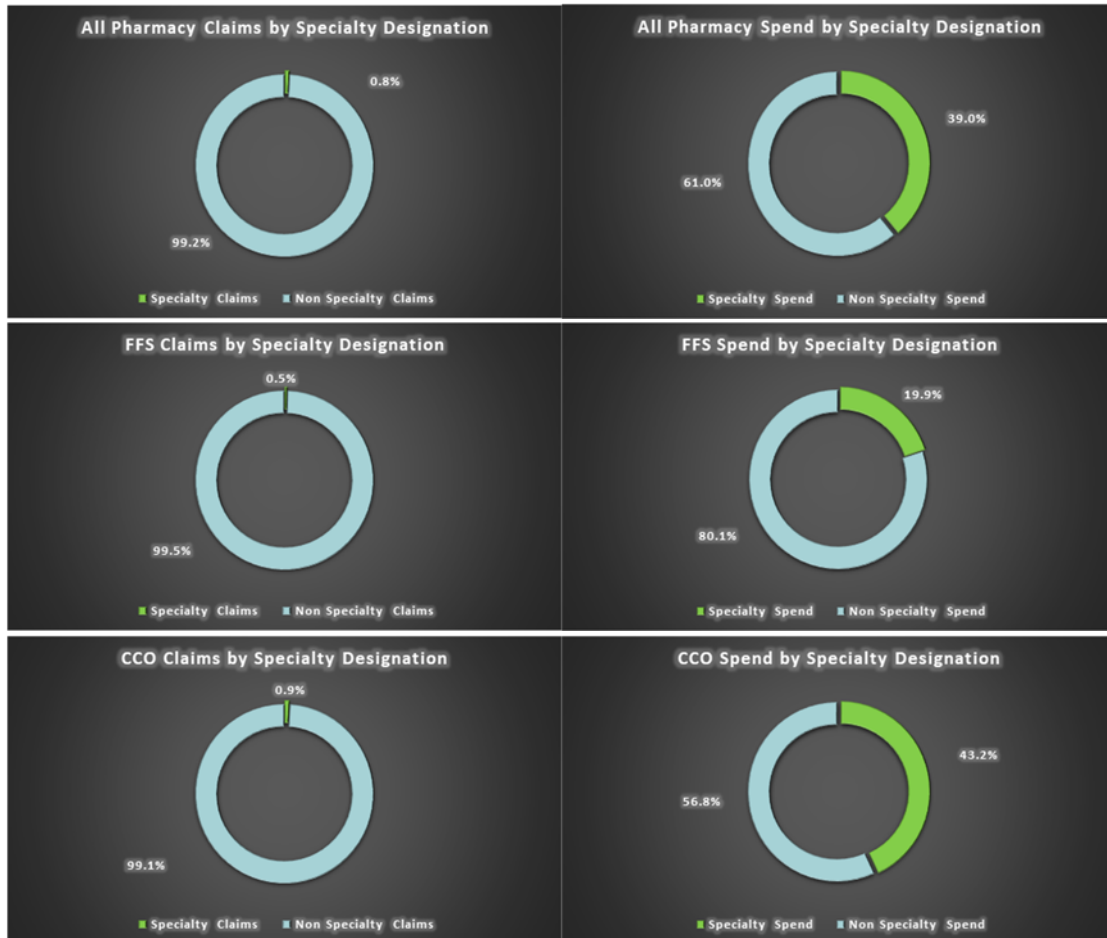 All Pharmacy Claims by Specialty Designation
0.8%
99.2%
Specialty Claims Non Specialty Claims
All Pharmacy Spend by Specialty Designation
39.0%
61.0%
Specialty Spend Non Specialty Spend
FFS Claims by Specialty Designation
0.5%
99.5%
Specialty Claims Non Specialty Claims
FFS Spend by Specialty Designation
19.9%
80.1%
Specialty Spend Non Specialty Spend
CCO Claims by Specialty Designation
0.9%
99.1%
Specialty Claims Non Specialty Claims
CCO Spend by Specialty Designation
43.2%
56.8%
Specialty Spend Non Specialty Spend